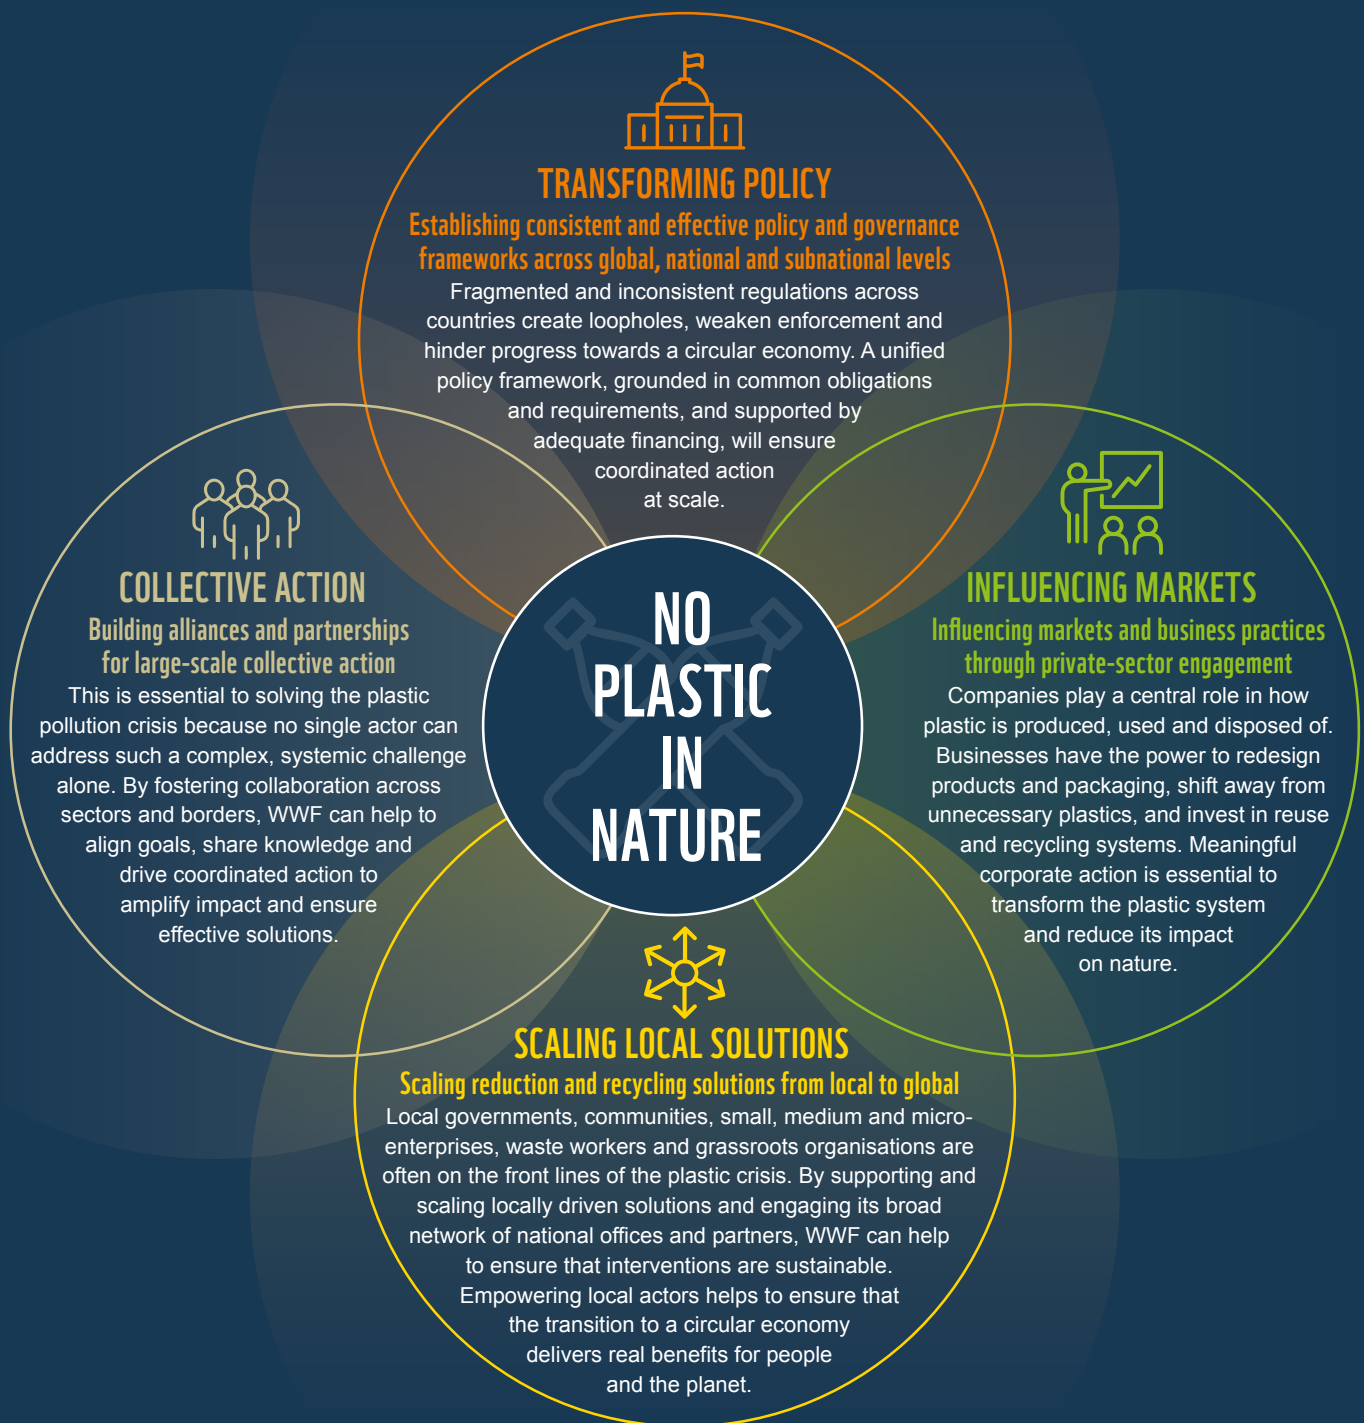 TRANSFORMING POLICY
Establishing consistent and effective policy and governance
frameworks across global, national and subnational levels
Fragmented and inconsistent regulations across
countries create loopholes, weaken enforcement and
hinder progress towards a circular economy. A unified
policy framework, grounded in common obligations
and requirements, and supported by
adequate financing, will ensure
coordinated action
at scale.
COLLECTIVE ACTION
Building alliances and partnerships
for large-scale collective action
This is essential to solving the plastic
pollution crisis because no single actor can
address such a complex, systemic challenge
alone. By fostering collaboration across
sectors and borders, WWF can help to
align goals, share knowledge and
drive coordinated action to
amplify impact and ensure
effective solutions.
NO
PLASTIC
IN
NATURE
INFLUENCING MARKETS
Influencing markets and business practices
through private-sector engagement
Companies play a central role in how
plastic is produced, used and disposed of.
Businesses have the power to redesign
products and packaging, shift away from
unnecessary plastics, and invest in reuse
and recycling systems. Meaningful
corporate action is essential to
transform the plastic system
and reduce its impact
on nature.
SCALING LOCAL SOLUTIONS
Scaling reduction and recycling solutions from local to global
Local governments, communities, small, medium and micro-
enterprises, waste workers and grassroots organisations are
often on the front lines of the plastic crisis. By supporting and
scaling locally driven solutions and engaging its broad
network of national offices and partners, WWF can help
to ensure that interventions are sustainable.
Empowering local actors helps to ensure that
the transition to a circular economy
delivers real benefits for people
and the planet.